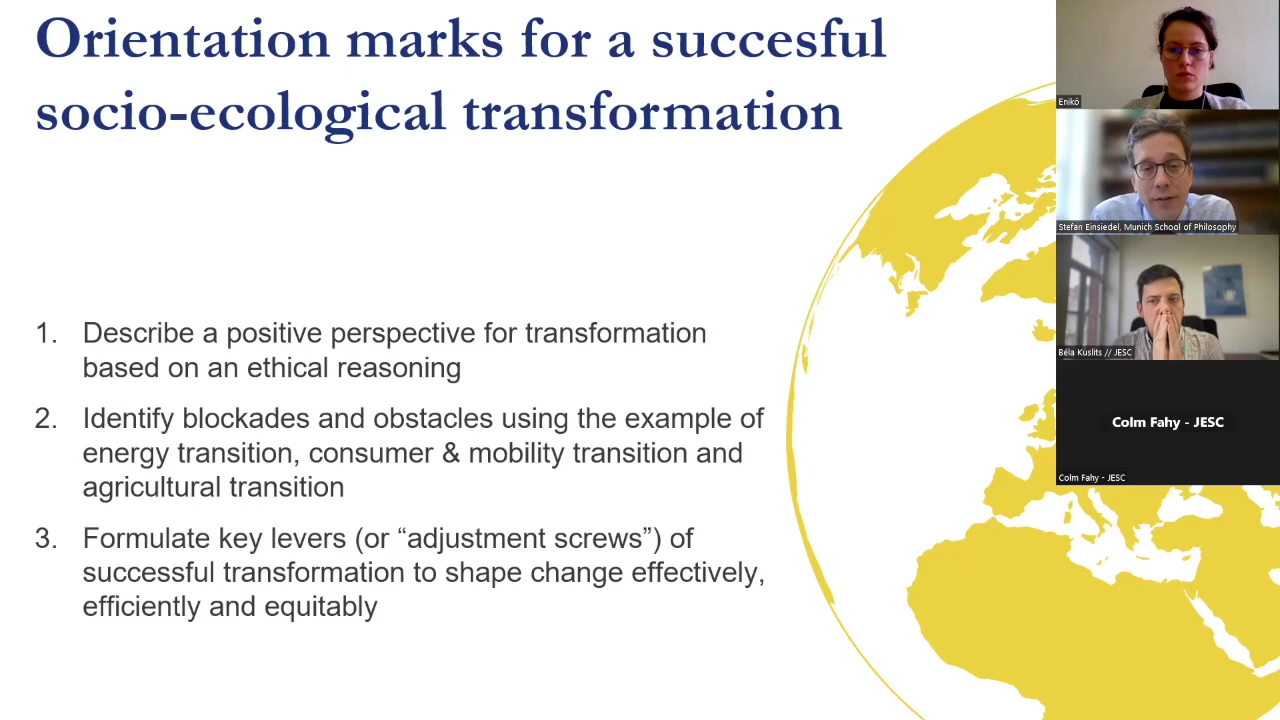 Orientation marks for a succesful
socio-ecological transformation
1. Describe a positive perspective for transformation
based on an ethical reasoning
2. Identify blockades and obstacles using the example of
energy transition, consumer & mobility transition and
agricultural transition
3. Formulate key levers (or “adjustment screws”) of
successful transformation to shape change effectively,
efficiently and equitably
Enikő
Stefan Einsiedel, Munich School of Philosophy
Béla Kuslits // JESC
Colm Fahy - JESC
Colm Fahy - JESC